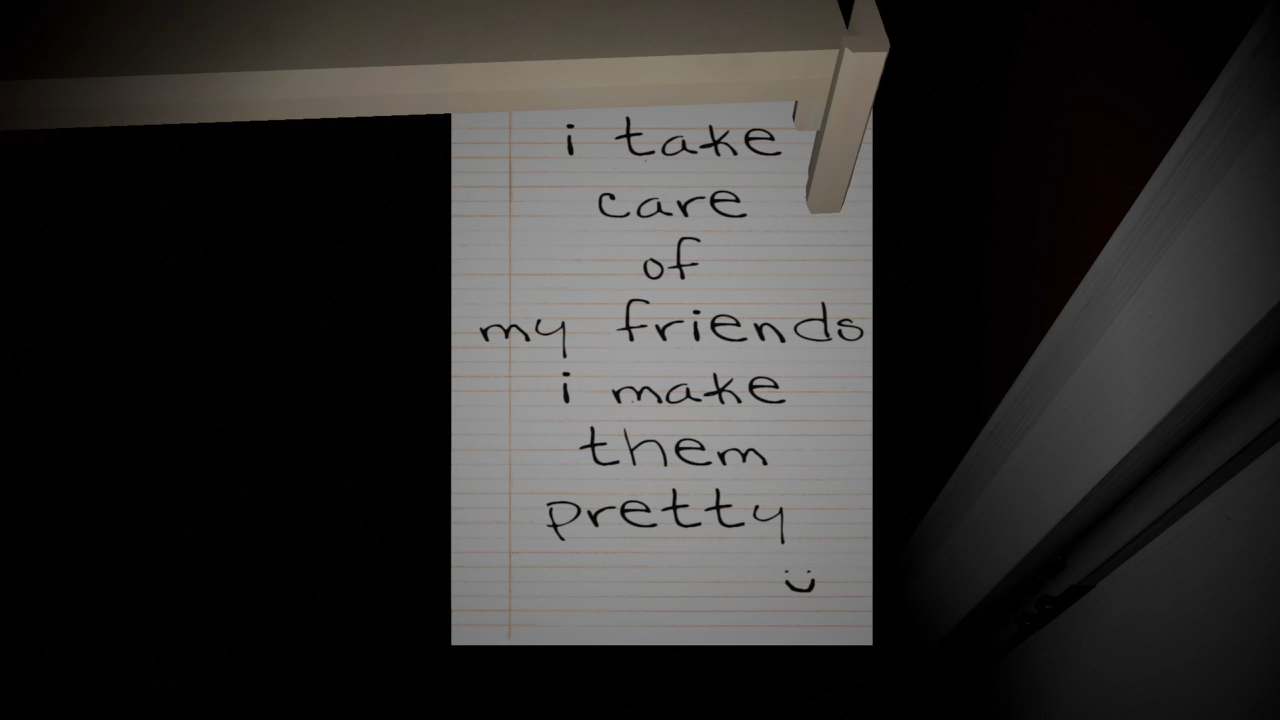 i take
care
of
my friends
i make
them
pretty
:)